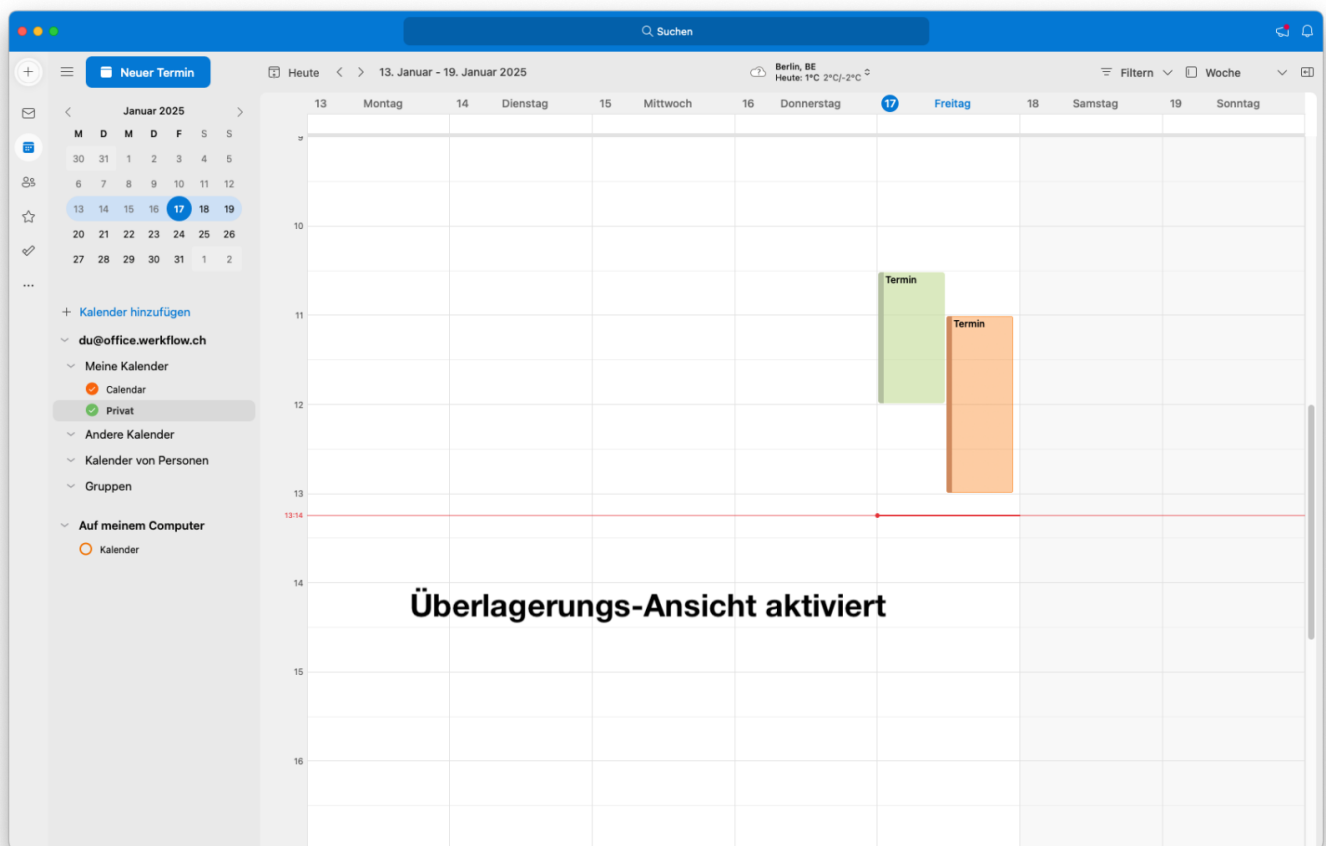 Suchen
Neuer Termin
Heute
13. Januar - 19. Januar 2025
Berlin, BE
Heute: 1°C 2°C/-2°C
Filtern
Woche
Januar 2025
M D M D F S S
30 31 1 2 3 4 5
6 7 8 9 10 11 12
13 14 15 16 17 18 19
20 21 22 23 24 25 26
27 28 29 30 31 1 2
Kalender hinzufügen
du@office.werkflow.ch
Meine Kalender
Calendar
Privat
Andere Kalender
Kalender von Personen
Gruppen
Auf meinem Computer
Kalender
13 Montag 14 Dienstag 15 Mittwoch 16 Donnerstag 17 Freitag 18 Samstag 19 Sonntag
9
10
Termin
11
Termin
12
13
13:14
14
Überlagerungs-Ansicht aktiviert
15
16